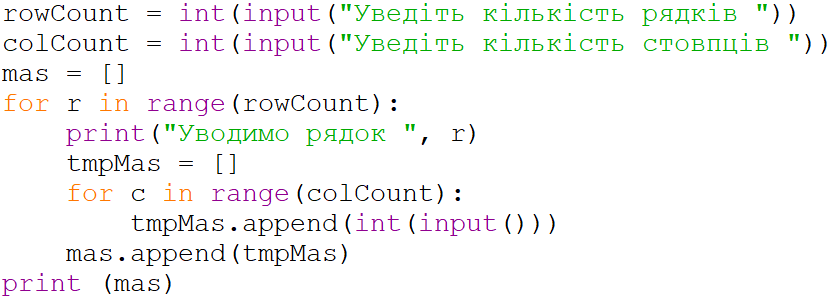 rowCount = int(input("Уведіть кількість рядків "))
colCount = int(input("Уведіть кількість стовпців "))
mas = []
for r in range(rowCount):
    print("Уводимо рядок ", r)
    tmpMas = []
    for c in range(colCount):
        tmpMas.append(int(input()))
    mas.append(tmpMas)
print (mas)